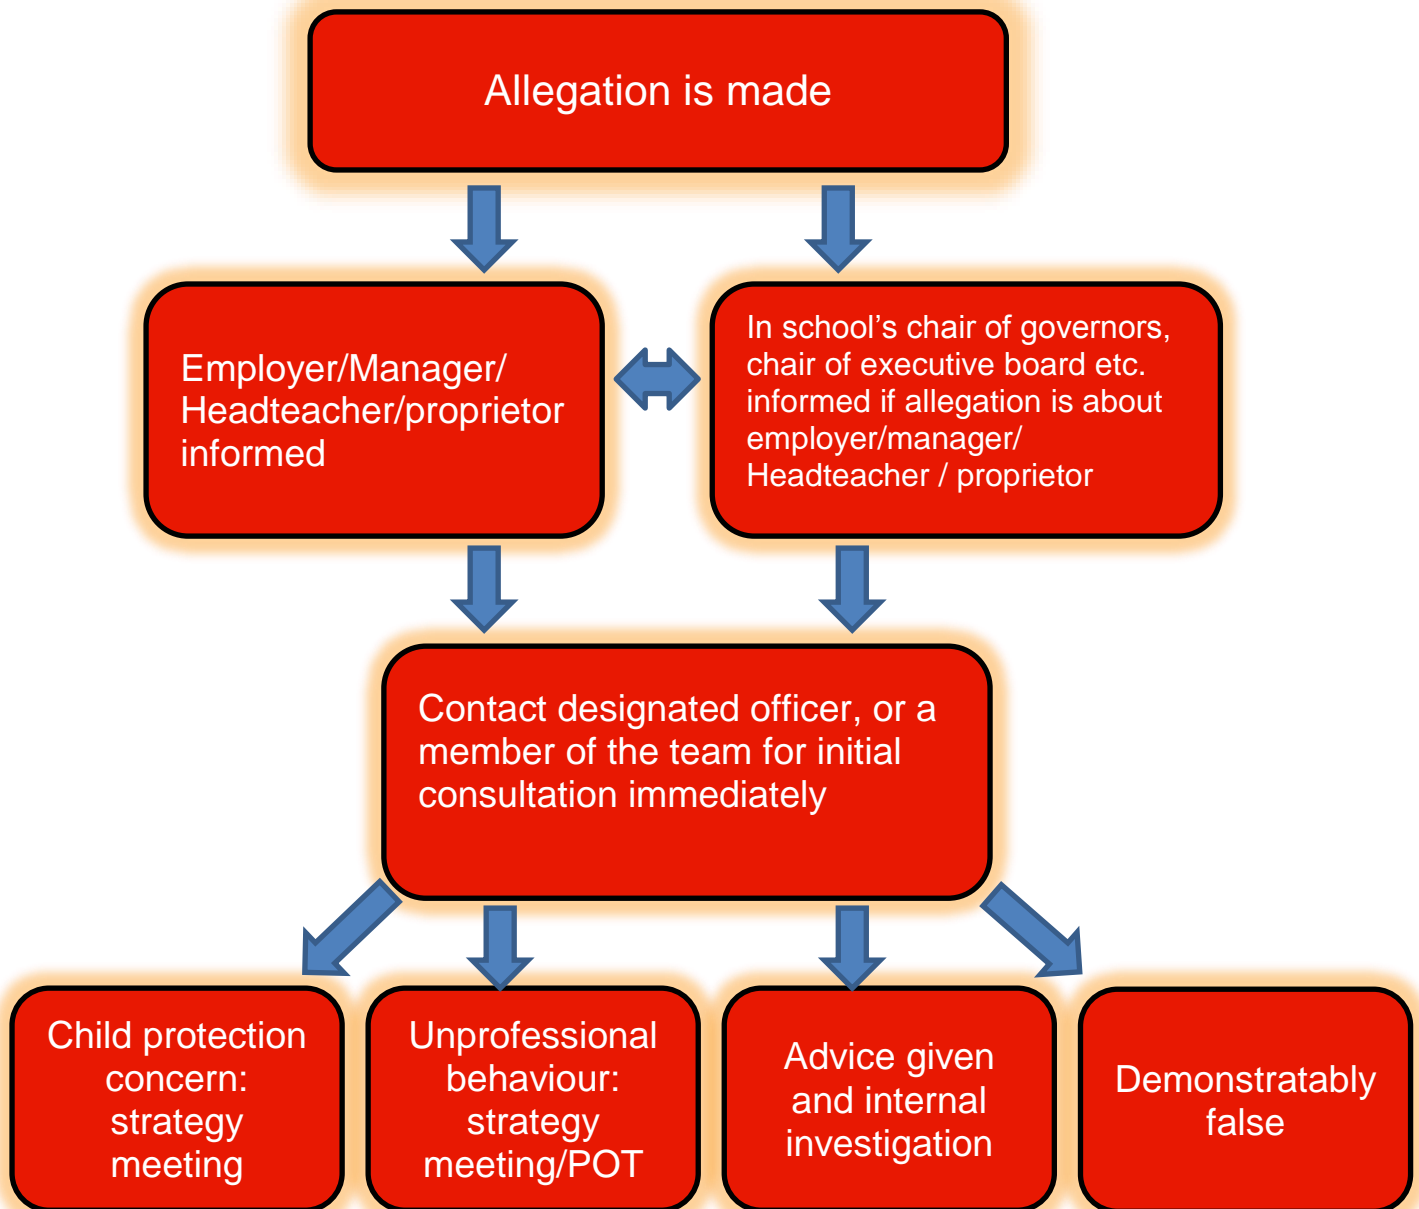 Allegation is made
Employer/Manager/
Headteacher/proprietor
informed
In school’s chair of governors,
chair of executive board etc.
informed if allegation is about
employer/manager/
Headteacher / proprietor
Contact designated officer, or a
member of the team for initial
consultation immediately
Child protection
concern:
strategy
meeting
Unprofessional
behaviour:
strategy
meeting/POT
Advice given
and internal
investigation
Demonstratably
false